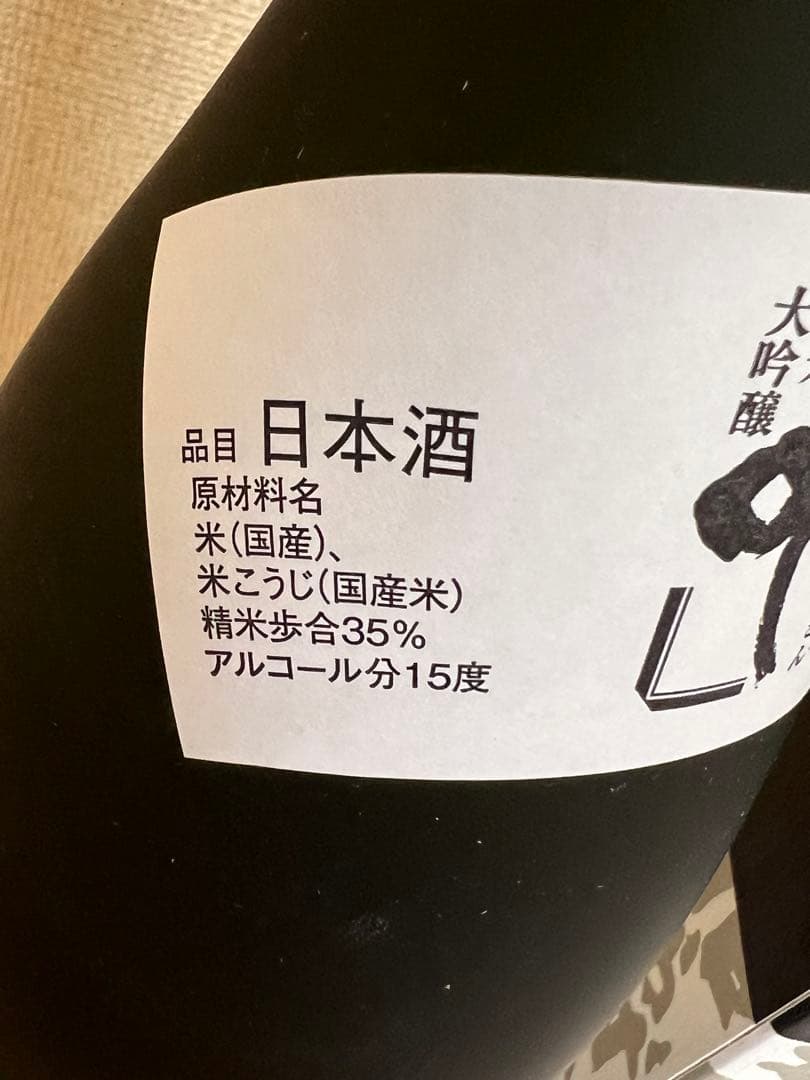 品目 日本酒
原材料名
米(国産)、
米こうじ(国産米)
精米歩合35%
アルコール分15度
大吟醸